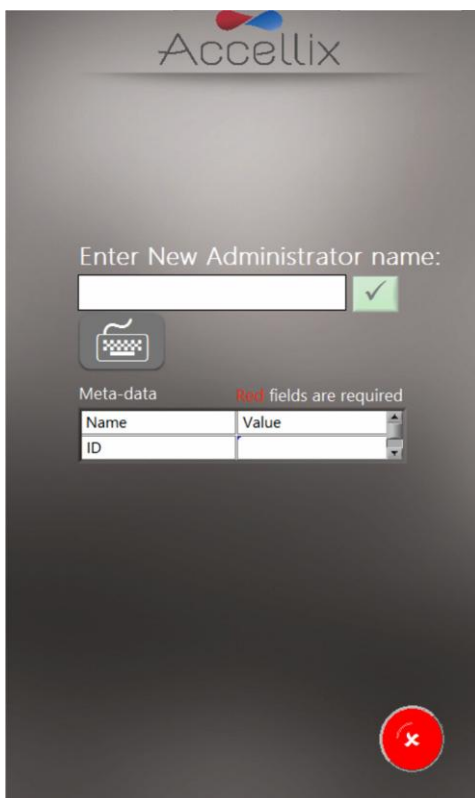 Accellix
Enter New Administrator name:
Meta-data Red fields are required
Name Value
ID